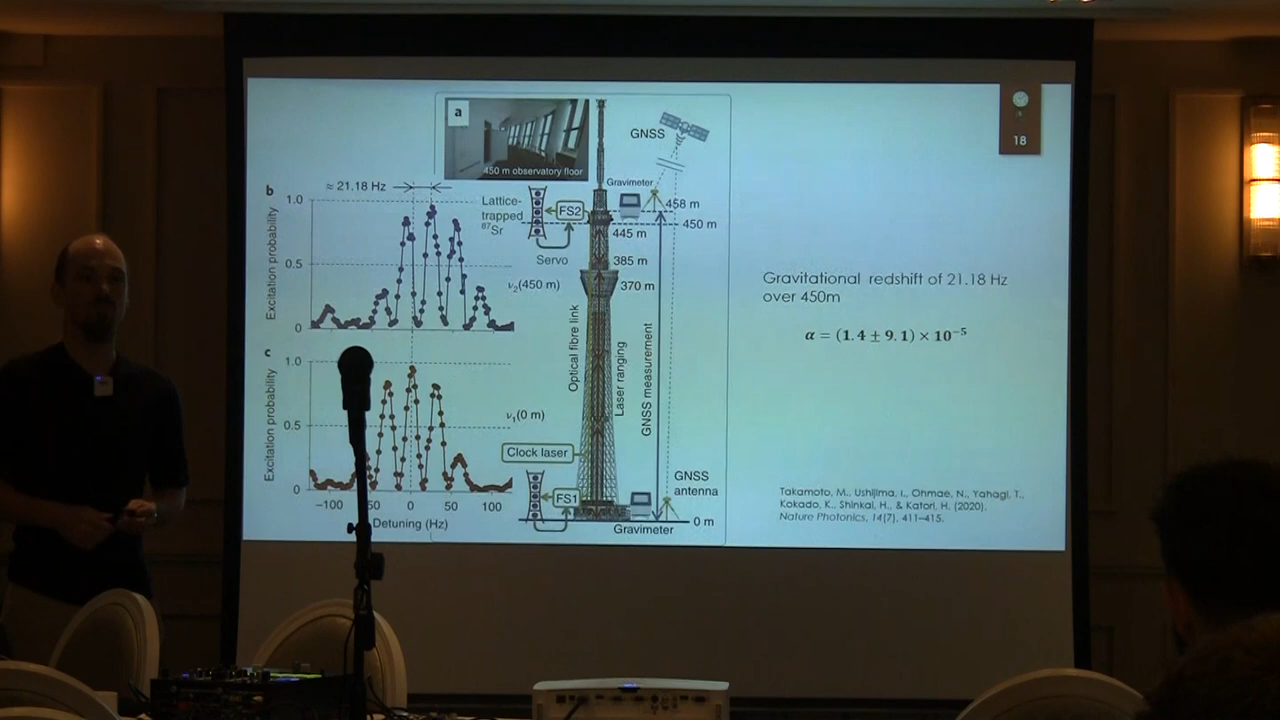 18
a
450 m observatory floor
GNSS
b
≈ 21.18 Hz
1.0
0.5
0
Excitation probability
ν₂(450 m)
Lattice-
trapped
⁸⁷Sr
FS2
Servo
Gravimeter
458 m
450 m
445 m
385 m
370 m
Optical fibre link
Laser ranging
GNSS measurement
c
1.0
0.5
0
Excitation probability
ν₁(0 m)
−100
50
0
50
100
Detuning (Hz)
Clock laser
FS1
GNSS
antenna
0 m
Gravimeter
Gravitational redshift of 21.18 Hz
over 450m
α = (1.4 ± 9.1) × 10⁻⁵
Takamoto, M., Ushijima, I., Ohmae, N., Yahagi, T.,
Kokado, K., Shinkai, H., & Katori, H. (2020).
Nature Photonics, 14(7), 411–415.